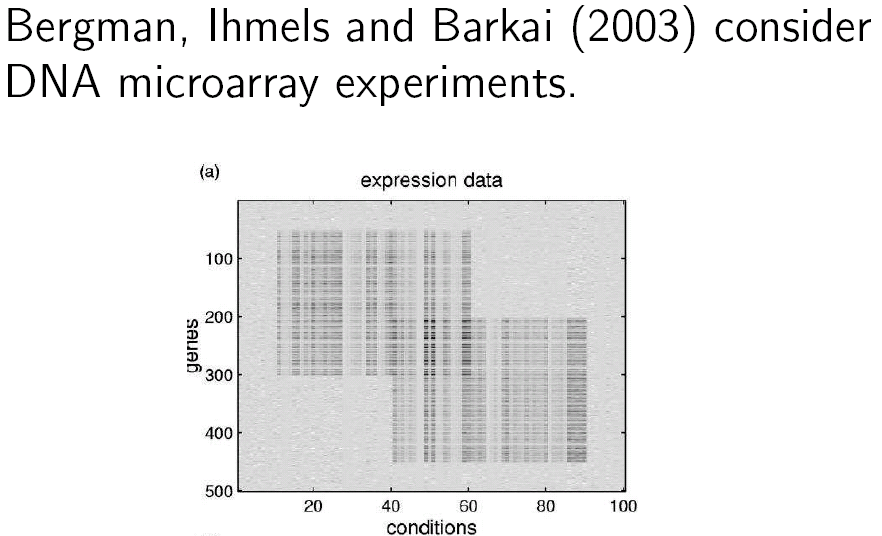 Bergman, Ihmels and Barkai (2003) consider
DNA microarray experiments.
(a)
expression data
100
200
300
400
500
genes
20
40
60
80
100
conditions